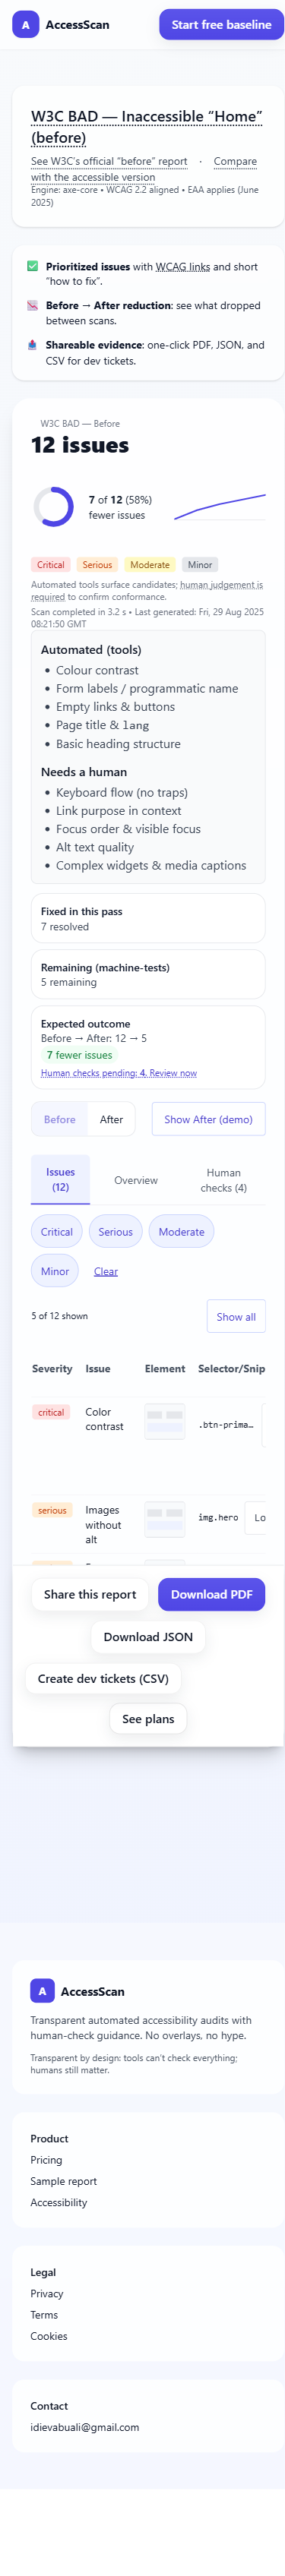 A AccessScan Start free baseline
W3C BAD — Inaccessible “Home”
(before)
See W3C's official “before” report · Compare
with the accessible version
Engine: axe-core • WCAG 2.2 aligned • EAA applies (June
2025)
Prioritized issues with WCAG links and short
“how to fix”.
Before → After reduction: see what dropped
between scans.
Shareable evidence: one-click PDF, JSON, and
CSV for dev tickets.
W3C BAD — Before
12 issues
7 of 12 (58%)
fewer issues
Critical Serious Moderate Minor
Automated tools surface candidates; human judgement is
required to confirm conformance.
Scan completed in 3.2 s • Last generated: Fri, 29 Aug 2025
08:21:50 GMT
Automated (tools)
• Colour contrast
• Form labels / programmatic name
• Empty links & buttons
• Page title & lang
• Basic heading structure
Needs a human
• Keyboard flow (no traps)
• Link purpose in context
• Focus order & visible focus
• Alt text quality
• Complex widgets & media captions
Fixed in this pass
7 resolved
Remaining (machine-tests)
5 remaining
Expected outcome
Before → After: 12 → 5
7 fewer issues
Human checks pending: 4. Review now
Before After Show After (demo)
Issues
(12)
Overview
Human
checks (4)
Critical Serious Moderate
Minor Clear
5 of 12 shown Show all
Severity Issue Element Selector/Snip
critical Color
contrast
.btn-prima…
serious Images
without
alt
img.hero Lo
Share this report Download PDF
Download JSON
Create dev tickets (CSV)
See plans
A AccessScan
Transparent automated accessibility audits with
human-check guidance. No overlays, no hype.
Transparent by design: tools can't check everything;
humans still matter.
Product
Pricing
Sample report
Accessibility
Legal
Privacy
Terms
Cookies
Contact
idievabuali@gmail.com